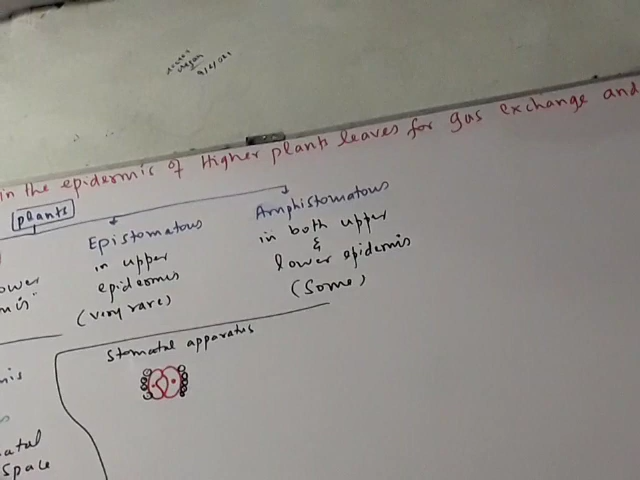 in the epidermis of Higher plants leaves for gas exchange and
plants
Epistomatous
in upper
epidermis
(very rare)
Amphistomatous
in both upper
&
lower epidermis
(Some)
Stomatal apparatus
Space